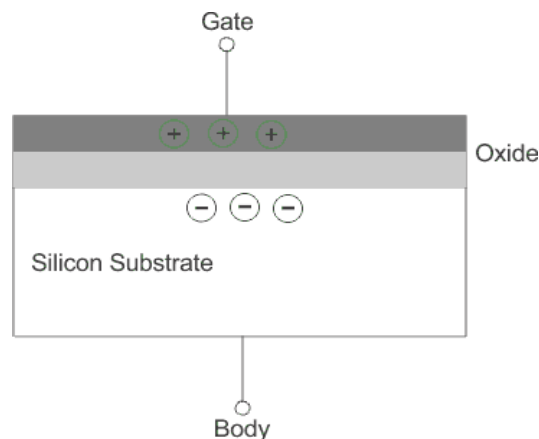 Gate
+ + +
Oxide
− − −
Silicon Substrate
Body